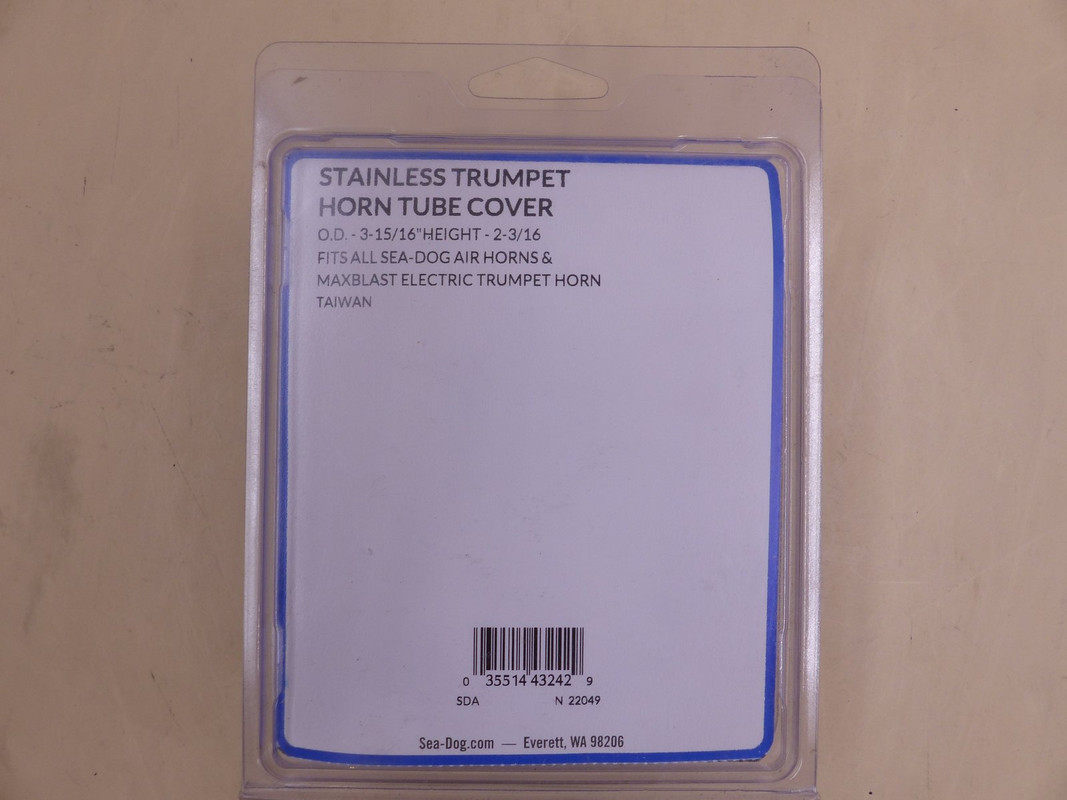 STAINLESS TRUMPET
HORN TUBE COVER
O.D. - 3-15/16" HEIGHT - 2-3/16
FITS ALL SEA-DOG AIR HORNS &
MAXBLAST ELECTRIC TRUMPET HORN
TAIWAN
0 35514 43242 9
SDA N 22049
Sea-Dog.com — Everett, WA 98206